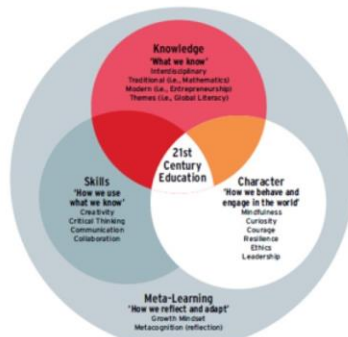 Knowledge
'What we know'
Interdisciplinary
Traditional (i.e., Mathematics)
Modern (i.e., Entrepreneurship)
Themes (i.e., Global Literacy)
21st
Century
Education
Skills
'How we use
what we know'
Creativity
Critical Thinking
Communication
Collaboration
Character
'How we behave and
engage in the world'
Mindfulness
Curiosity
Courage
Resilience
Ethics
Leadership
Meta-Learning
'How we reflect and adapt'
Growth Mindset
Metacognition (reflection)